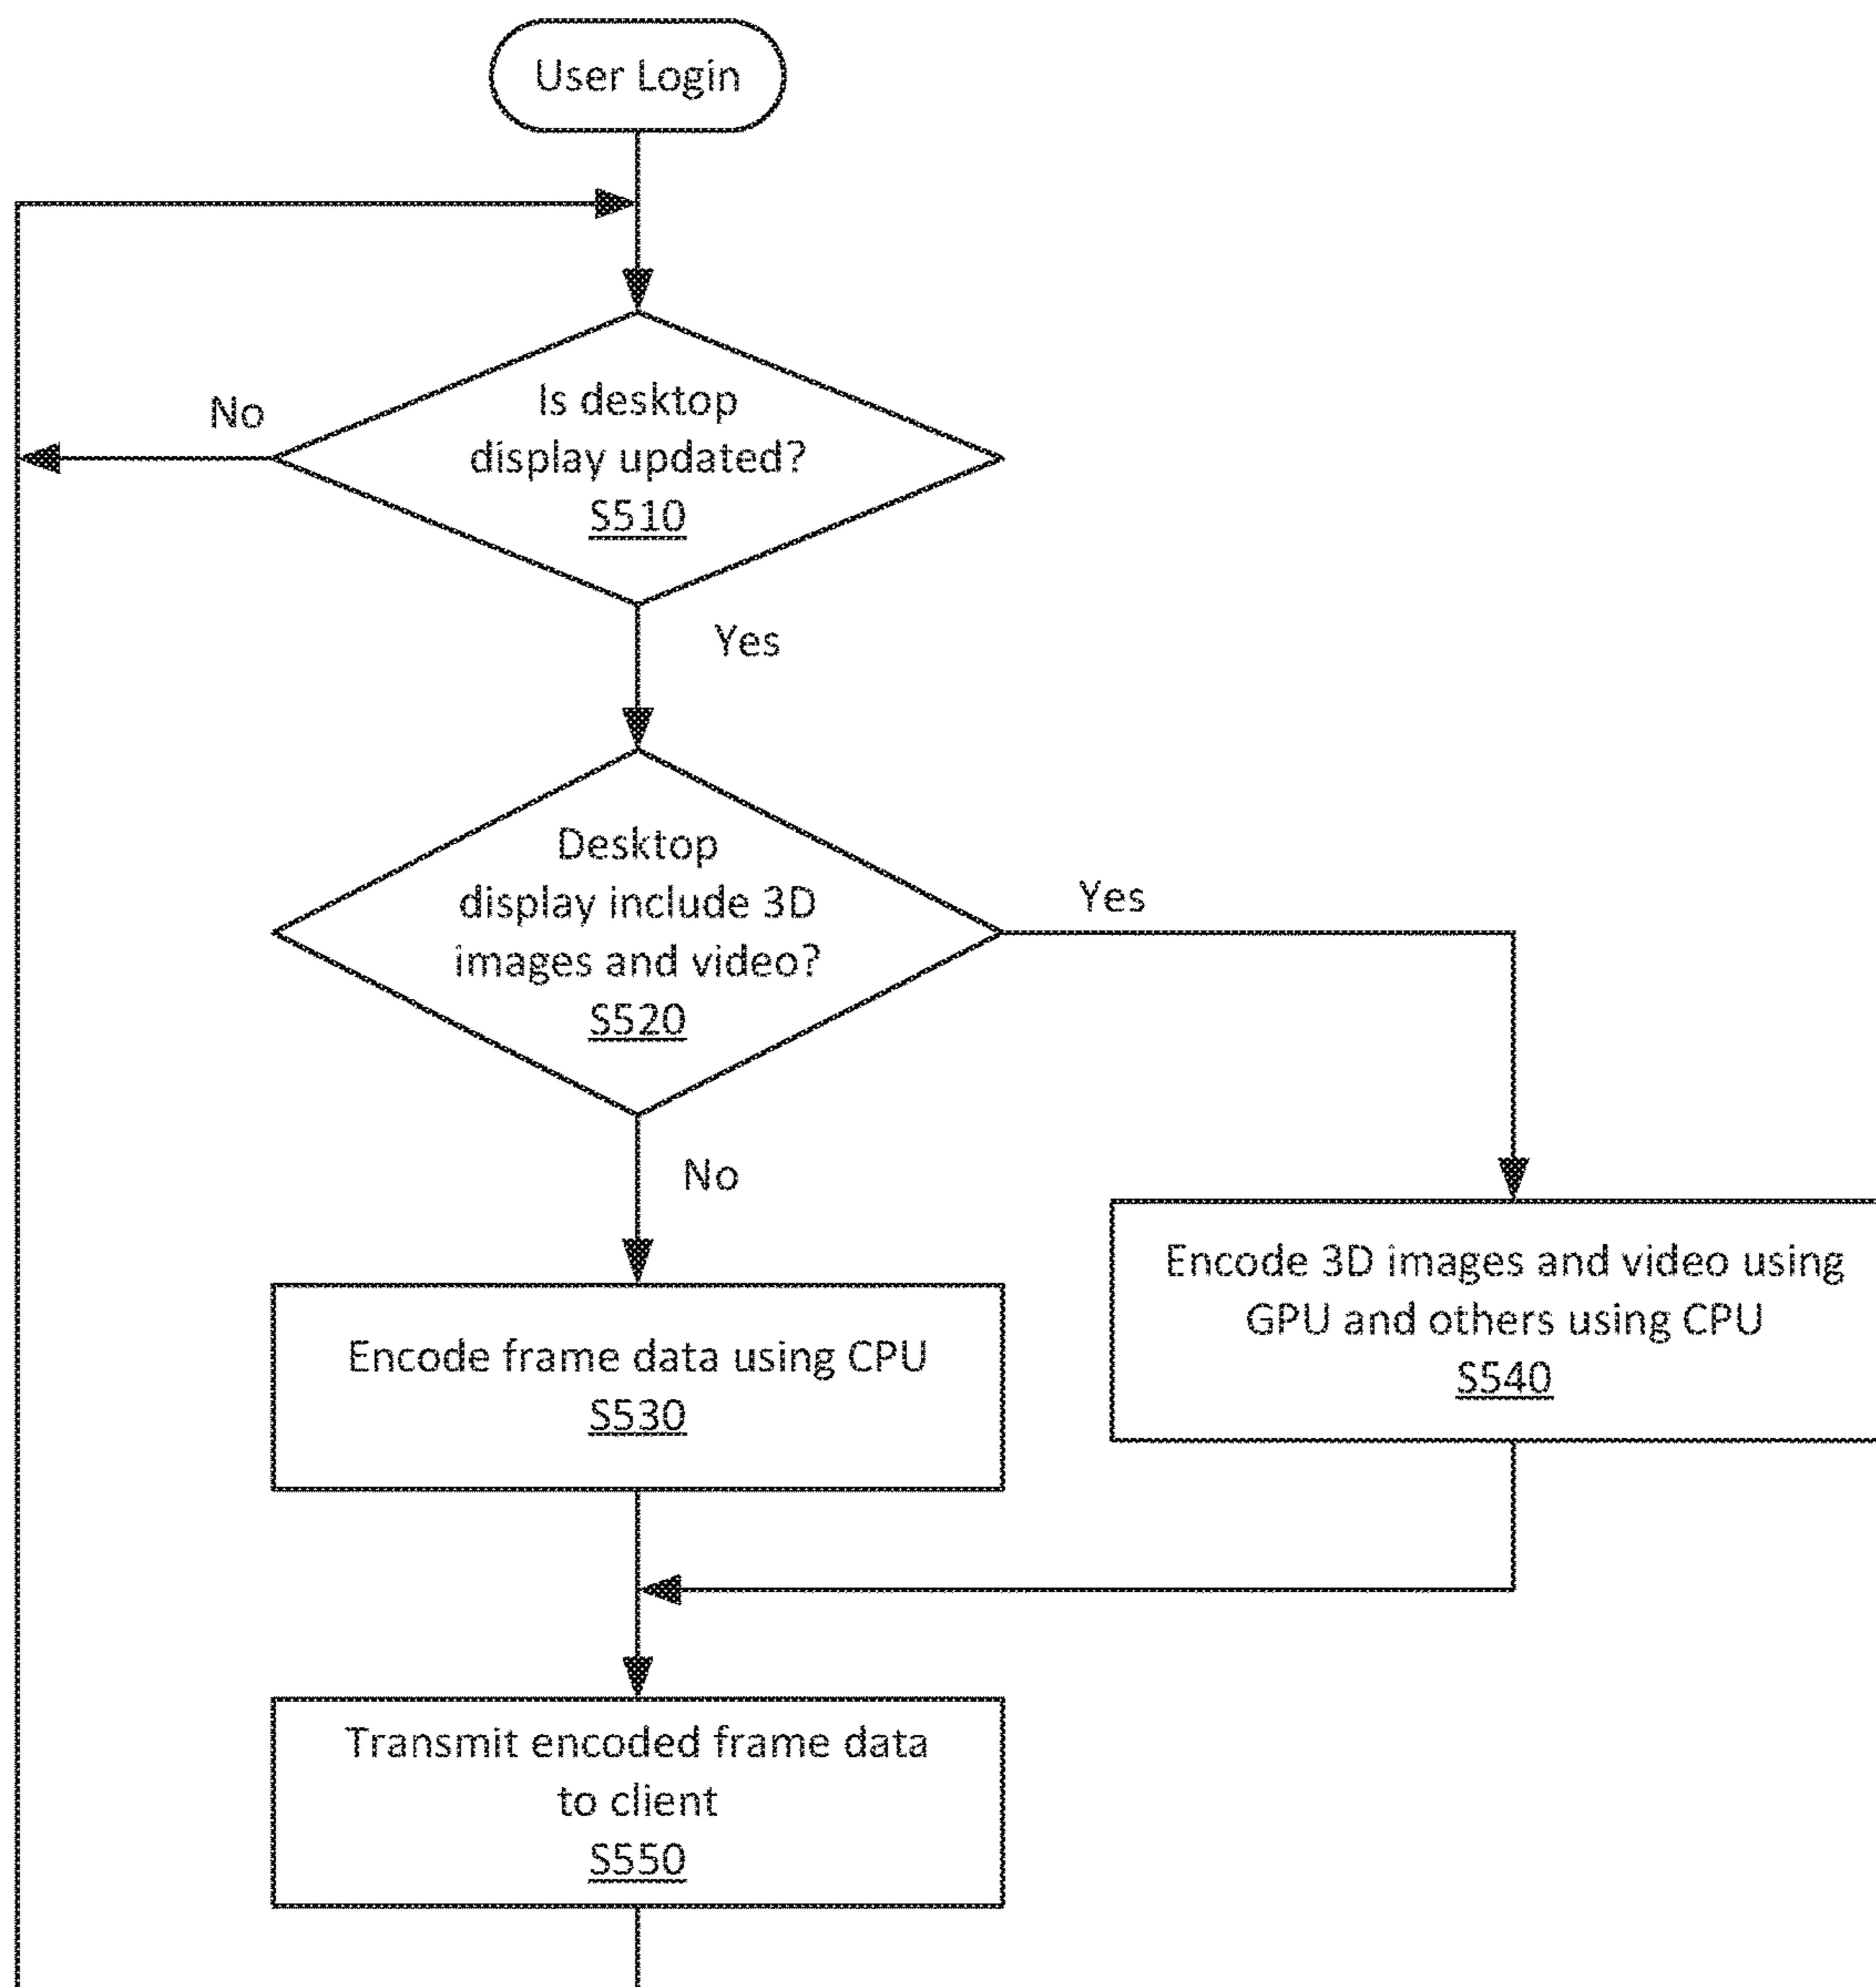 User Login
Is desktop
display updated?
S510
No
Yes
Desktop
display include 3D
images and video?
S520
Yes
No
Encode 3D images and video using
GPU and others using CPU
S540
Encode frame data using CPU
S530
Transmit encoded frame data
to client
S550